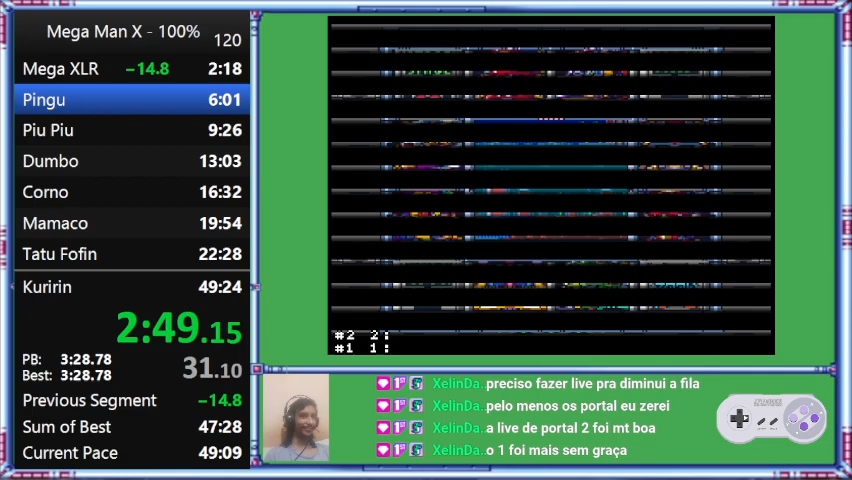 Mega Man X - 100%
120
Mega XLR -14.8 2:18
Pingu 6:01
Piu Piu 9:26
Dumbo 13:03
Corno 16:32
Mamaco 19:54
Tatu Fofin 22:28
Kuririn 49:24
2:49.15
PB: 3:28.78
Best: 3:28.78
31.10
Previous Segment -14.8
Sum of Best 47:28
Current Pace 49:09
#2 2:
#1 1:
XelinDa..preciso fazer live pra diminui a fila
XelinDa..pelo menos os portal eu zerei
XelinDa..a live de portal 2 foi mt boa
XelinDa..o 1 foi mais sem graça